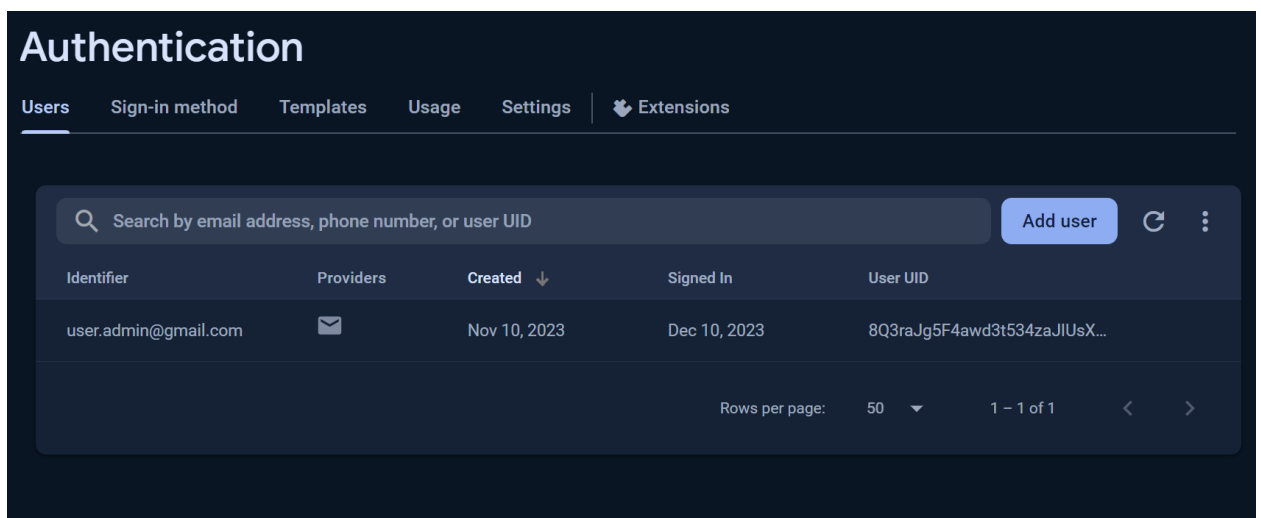 Authentication
Users Sign-in method Templates Usage Settings Extensions
Search by email address, phone number, or user UID Add user
Identifier Providers Created Signed In User UID
user.admin@gmail.com Nov 10, 2023 Dec 10, 2023 8Q3raJg5F4awd3t534zaJIUsX...
Rows per page: 50 1 – 1 of 1